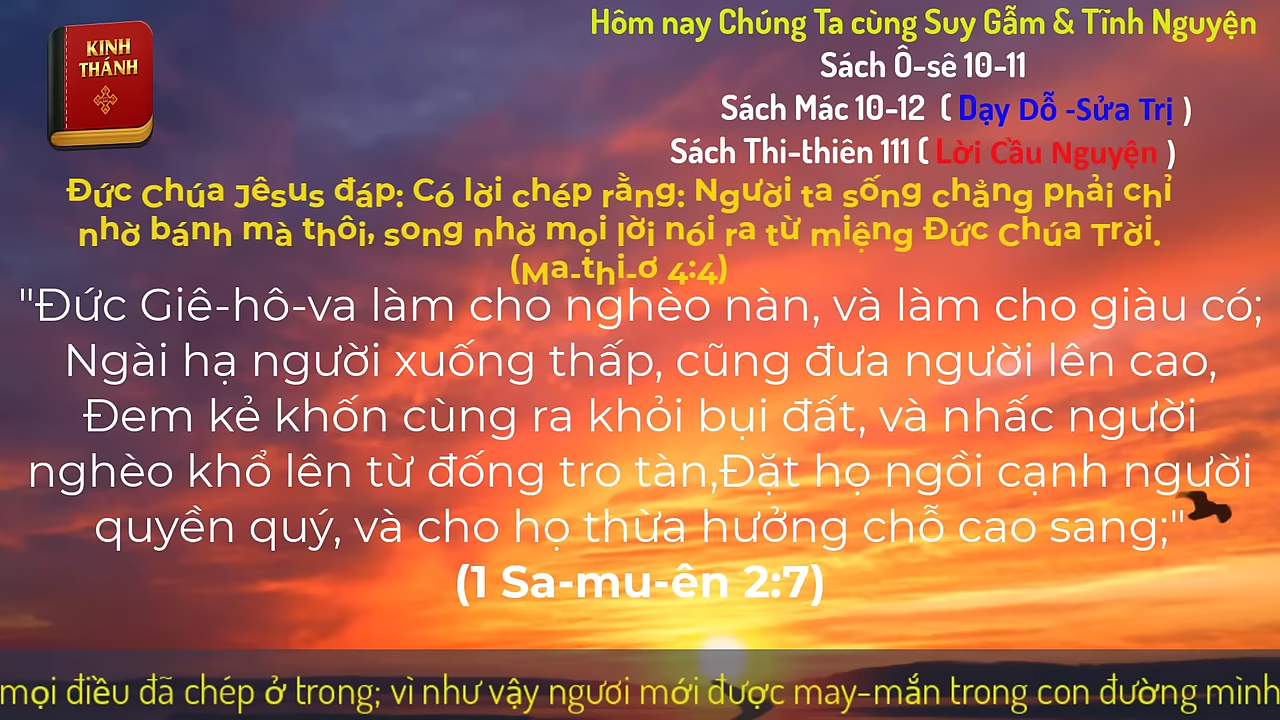 KINH
THÁNH
Hôm nay Chúng Ta cùng Suy Gẫm & Tĩnh Nguyện
Sách Ô-sê 10-11
Sách Mác 10-12 ( Dạy Dỗ -Sửa Trị )
Sách Thi-thiên 111 ( Lời Cầu Nguyện )
Đức Chúa Jêsus đáp: Có lời chép rằng: Người ta sống chẳng phải chỉ
nhờ bánh mà thôi, song nhờ mọi lời nói ra từ miệng Đức Chúa Trời.
(Ma-thi-ơ 4:4)
"Đức Giê-hô-va làm cho nghèo nàn, và làm cho giàu có;
Ngài hạ người xuống thấp, cũng đưa người lên cao,
Đem kẻ khốn cùng ra khỏi bụi đất, và nhấc người
nghèo khổ lên từ đống tro tàn,Đặt họ ngồi cạnh người
quyền quý, và cho họ thừa hưởng chỗ cao sang;"
(1 Sa-mu-ên 2:7)
mọi điều đã chép ở trong; vì như vậy ngươi mới được may-mắn trong con đường mình